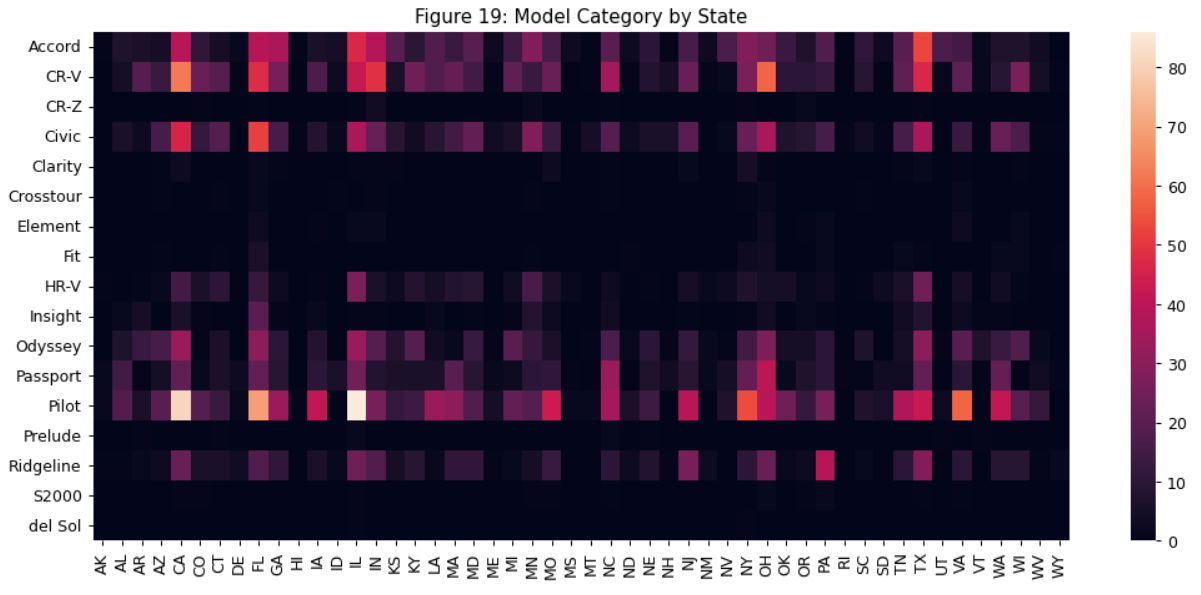 Figure 19: Model Category by State
Accord
CR-V
CR-Z
Civic
Clarity
Crosstour
Element
Fit
HR-V
Insight
Odyssey
Passport
Pilot
Prelude
Ridgeline
S2000
del Sol
AK AL AR AZ CA CO CT DE FL GA HI IA ID IL IN KS KY LA MA MD ME MI MN MO MS MT NC ND NE NH NJ NM NV NY OH OK OR PA RI SC SD TN TX UT VA VT WA WI WV WY
80
70
60
50
40
30
20
10
0